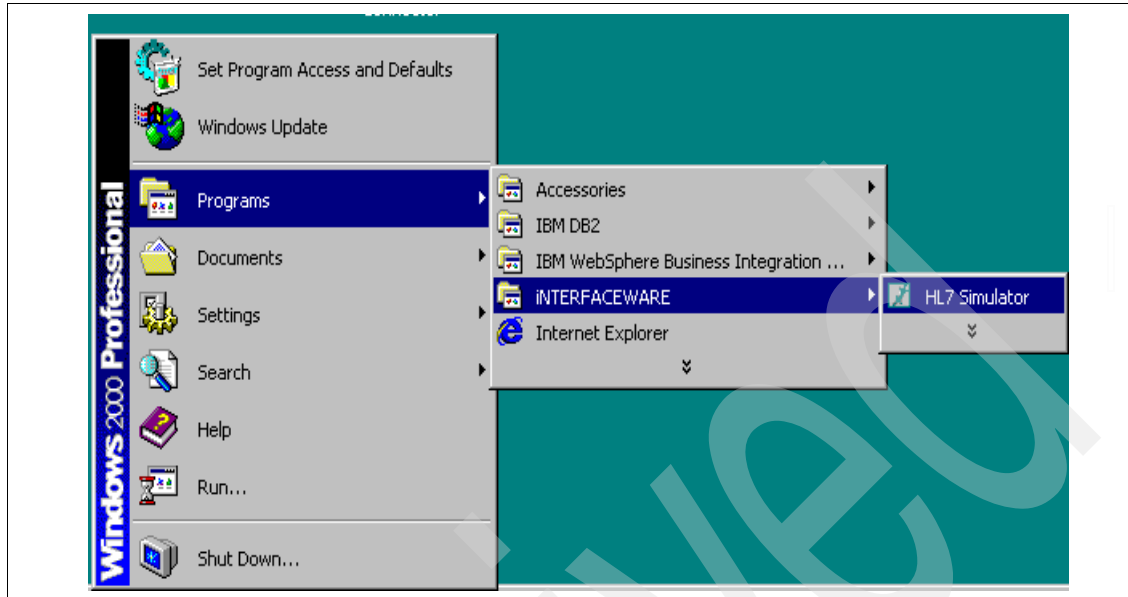 Set Program Access and Defaults
Windows Update
Programs
Documents
Settings
Search
Help
Run...
Shut Down...
Windows 2000 Professional
Accessories
IBM DB2
IBM WebSphere Business Integration ...
iNTERFACEWARE
Internet Explorer
HL7 Simulator